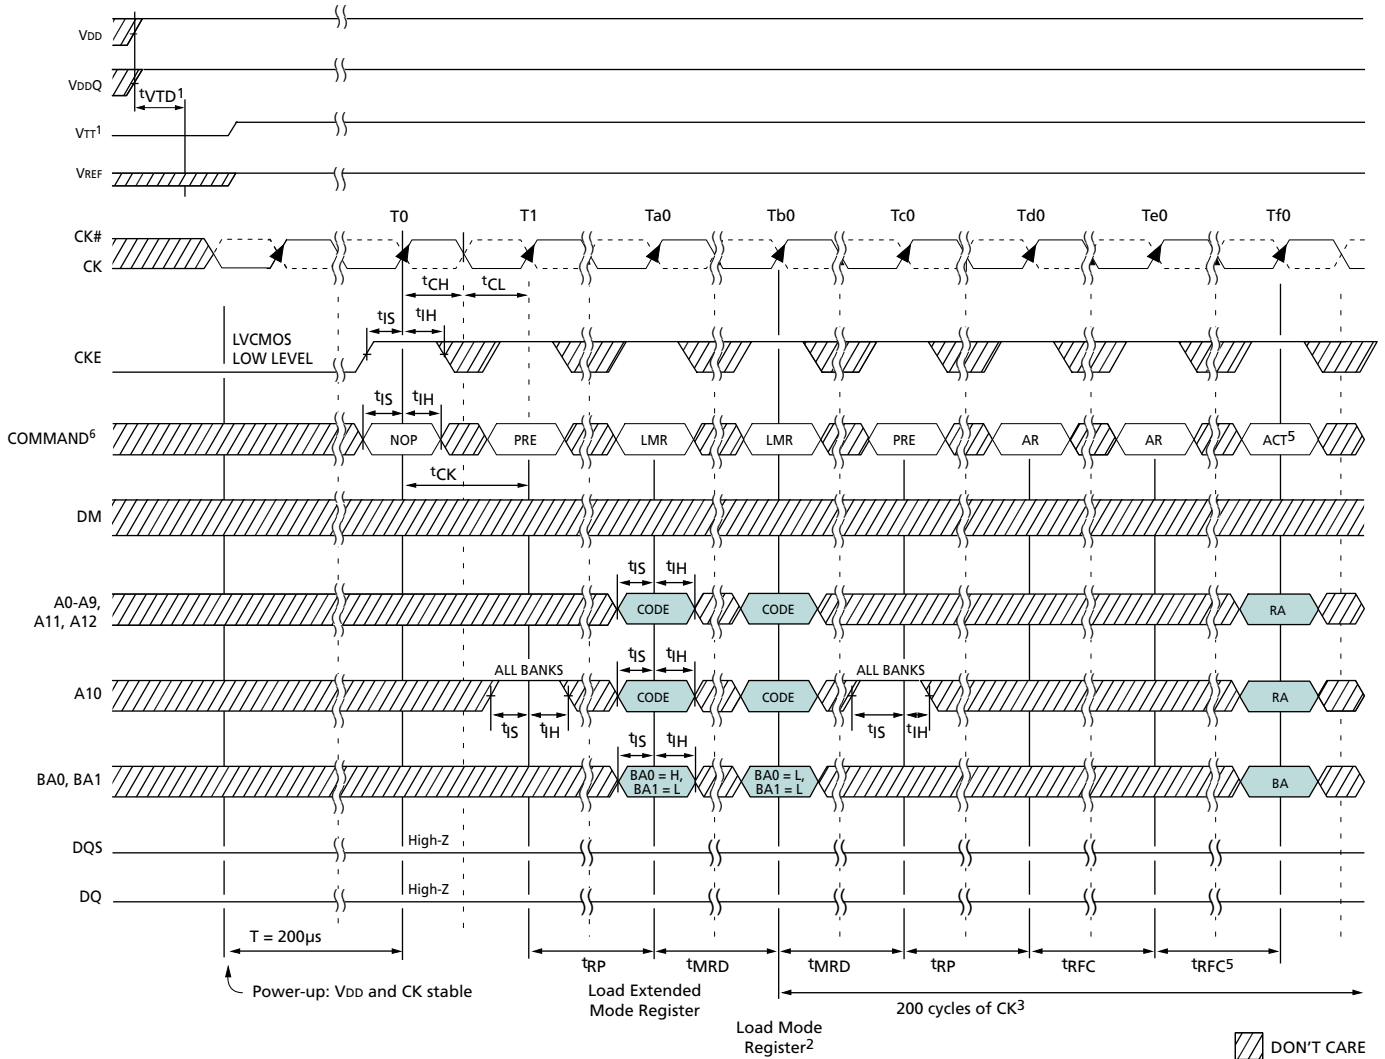 VDD
VDDQ
tVTD1
VTT1
VREF
T0 T1 Ta0 Tb0 Tc0 Td0 Te0 Tf0
CK#
CK
tCH tCL
tIS tIH
LVCMOS
LOW LEVEL
CKE
tIS tIH
COMMAND6 NOP PRE LMR LMR PRE AR AR ACT5
tCK
DM
tIS tIH
A0-A9,
A11, A12
CODE CODE RA
ALL BANKS tIS tIH ALL BANKS
A10 CODE CODE RA
tIS tIH tIS tIH
tIS tIH
BA0, BA1
BA0 = H,
BA1 = L
BA0 = L,
BA1 = L
BA
DQS High-Z
DQ High-Z
T = 200µs
tRP tMRD tMRD tRP tRFC tRFC5
Power-up: VDD and CK stable
Load Extended
Mode Register
200 cycles of CK3
Load Mode
Register2
DON'T CARE